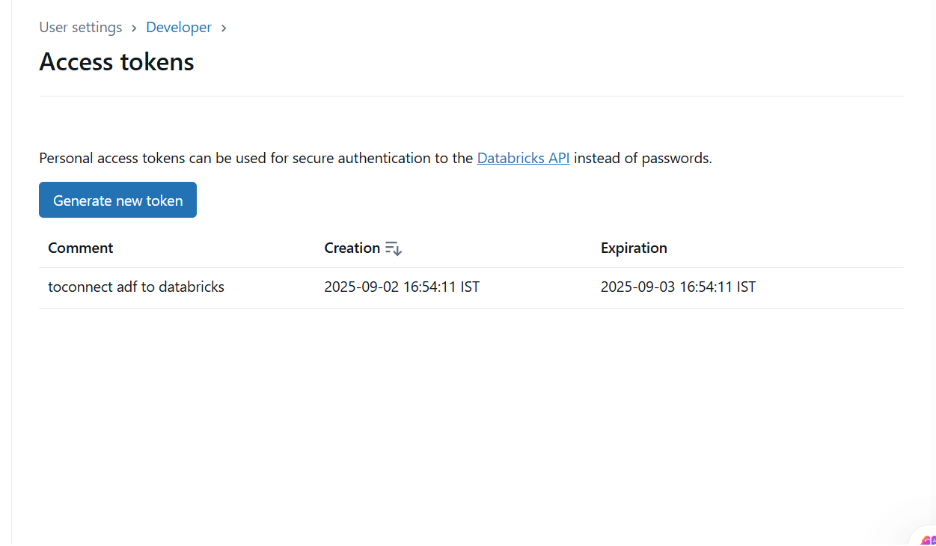 User settings > Developer >
Access tokens
Personal access tokens can be used for secure authentication to the Databricks API instead of passwords.
Generate new token
Comment Creation Expiration
toconnect adf to databricks 2025-09-02 16:54:11 IST 2025-09-03 16:54:11 IST